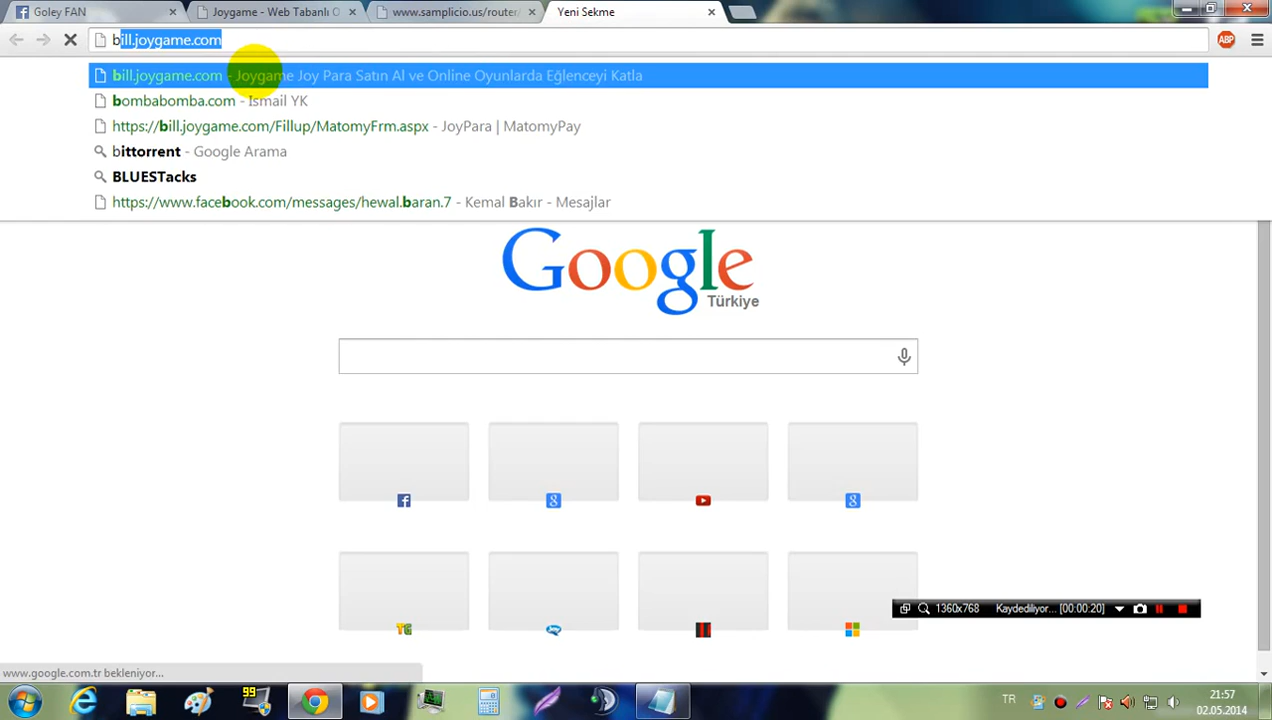 Goley FAN
Joygame - Web Tabanlı O
www.samplicio.us/router/
Yeni Sekme
bill.joygame.com
ABP
bill.joygame.com - Joygame Joy Para Satın Al ve Online Oyunlarda Eğlenceyi Katla
bombabomba.com - İsmail YK
https://bill.joygame.com/Fillup/MatomyFrm.aspx - JoyPara | MatomyPay
bittorrent - Google Arama
BLUESTacks
https://www.facebook.com/messages/hewal.baran.7 - Kemal Bakır - Mesajlar
Google
Türkiye
1360x768 Kaydediliyor... [00:00:20]
TG
www.google.com.tr bekleniyor...
99
TR
21:57
02.05.2014